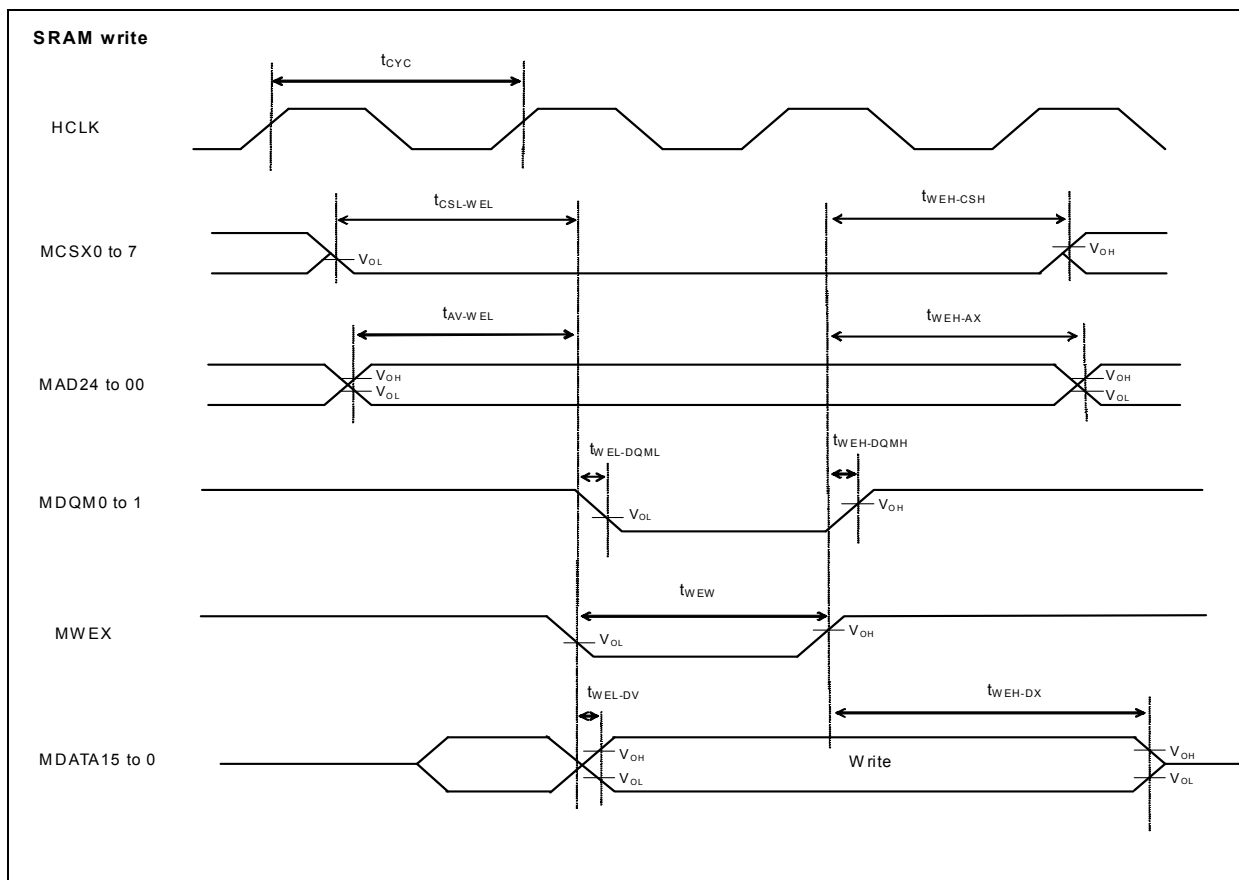 SRAM write
tCYC
HCLK
tCSL-WEL
tWEH-CSH
MCSX0 to 7
VOL
VOH
tAV-WEL
tWEH-AX
MAD24 to 00
VOH
VOL
VOH
VOL
tWEL-DQML
tWEH-DQMH
MDQM0 to 1
VOL
VOH
tWEW
MWEX
VOL
VOH
tWEL-DV
tWEH-DX
MDATA15 to 0
VOH
VOL
Write
VOH
VOL